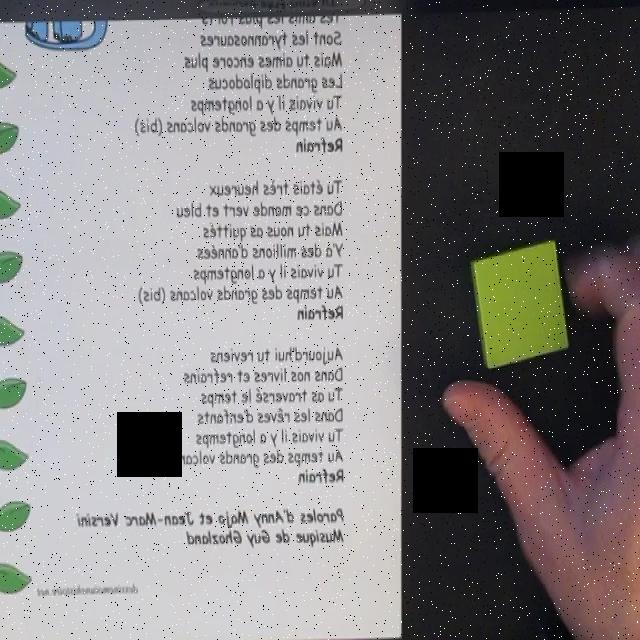 Tes amis les plus forts
Sont les tyrannosaures
Mais tu aimes encore plus
Les grands diplodocus
Tu vivais il y a longtemps
Au temps des grands volcans (bis)
Refrain
Tu étais très heureux
Dans ce monde vert et bleu
Mais tu nous as quittés
Y'a des millions d'années
Tu vivais il y a longtemps
Au temps des grands volcans (bis)
Refrain
Aujourd'hui tu reviens
Dans nos livres et refrains
Tu as traversé le temps
Dans les rêves d'enfants
Tu vivais il y a longtemps
Au temps des grands
Refrain
Paroles d'Anny Majo et Jean-Marc Versini
Musique de Guy Ghozland